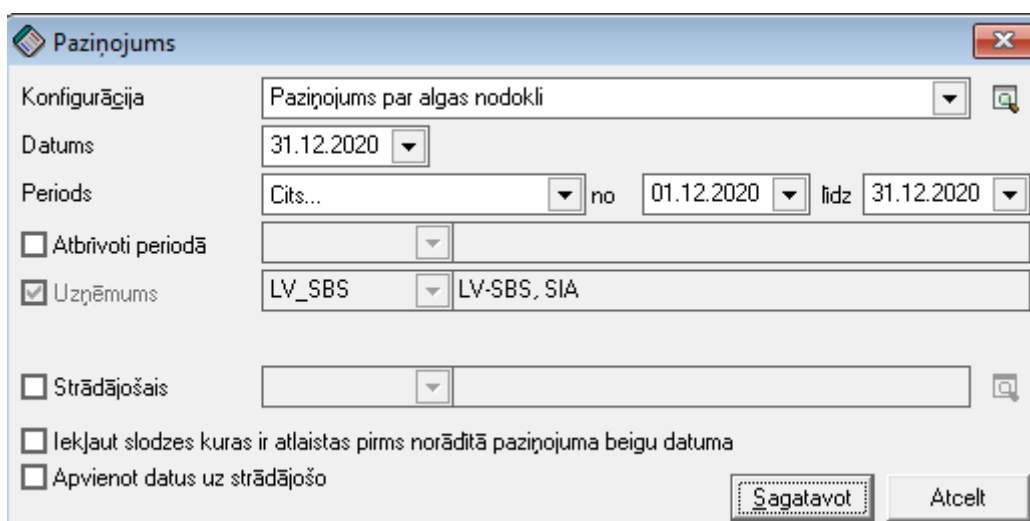 Paziņojums
Konfigurācija Paziņojums par algas nodokli
Datums 31.12.2020
Periods Cits... no 01.12.2020 līdz 31.12.2020
Atbrīvoti periodā
Uzņēmums LV_SBS LV-SBS, SIA
Strādājošais
Iekļaut slodzes kuras ir atlaistas pirms norādītā paziņojuma beigu datuma
Apvienot datus uz strādājošo
Sagatavot Atcelt